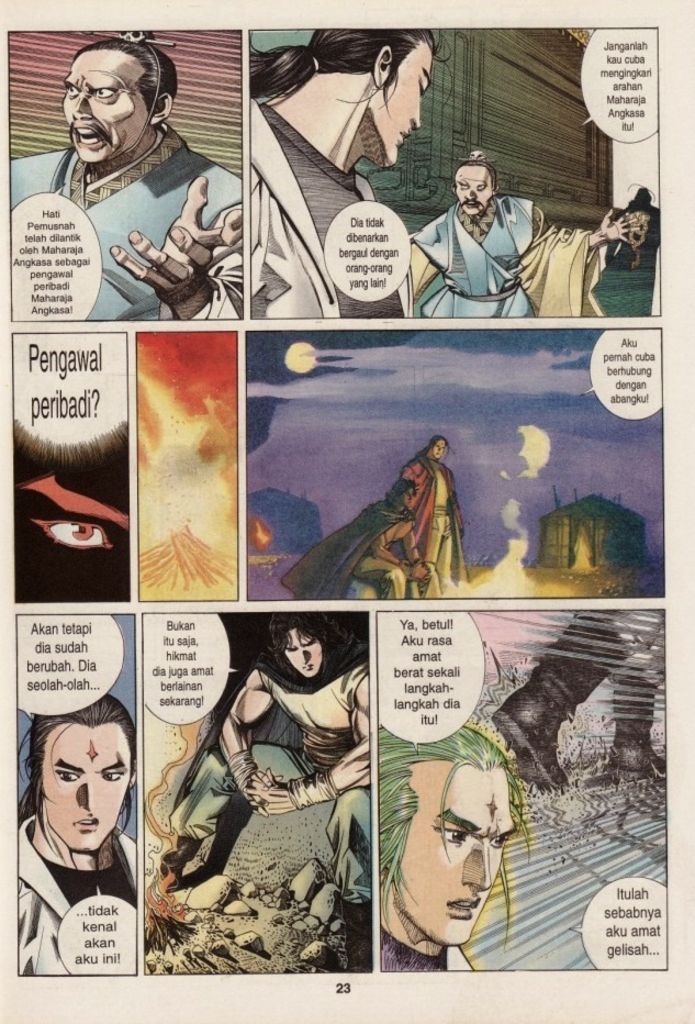 Hati
Pemusnah
telah dilantik
oleh Maharaja
Angkasa sebagai
pengawal
peribadi
Maharaja
Angkasa!
Dia tidak
dibenarkan
bergaul dengan
orang-orang
yang lain!
Janganlah
kau cuba
mengingkari
arahan
Maharaja
Angkasa
itu!
Pengawal
peribadi?
Aku
pernah cuba
berhubung
dengan
abangku!
Akan tetapi
dia sudah
berubah. Dia
seolah-olah...
...tidak
kenal
akan
aku ini!
Bukan
itu saja,
hikmat
dia juga amat
berlainan
sekarang!
Ya, betul!
Aku rasa
amat
berat sekali
langkah-
langkah dia
itu!
Itulah
sebabnya
aku amat
gelisah...
23